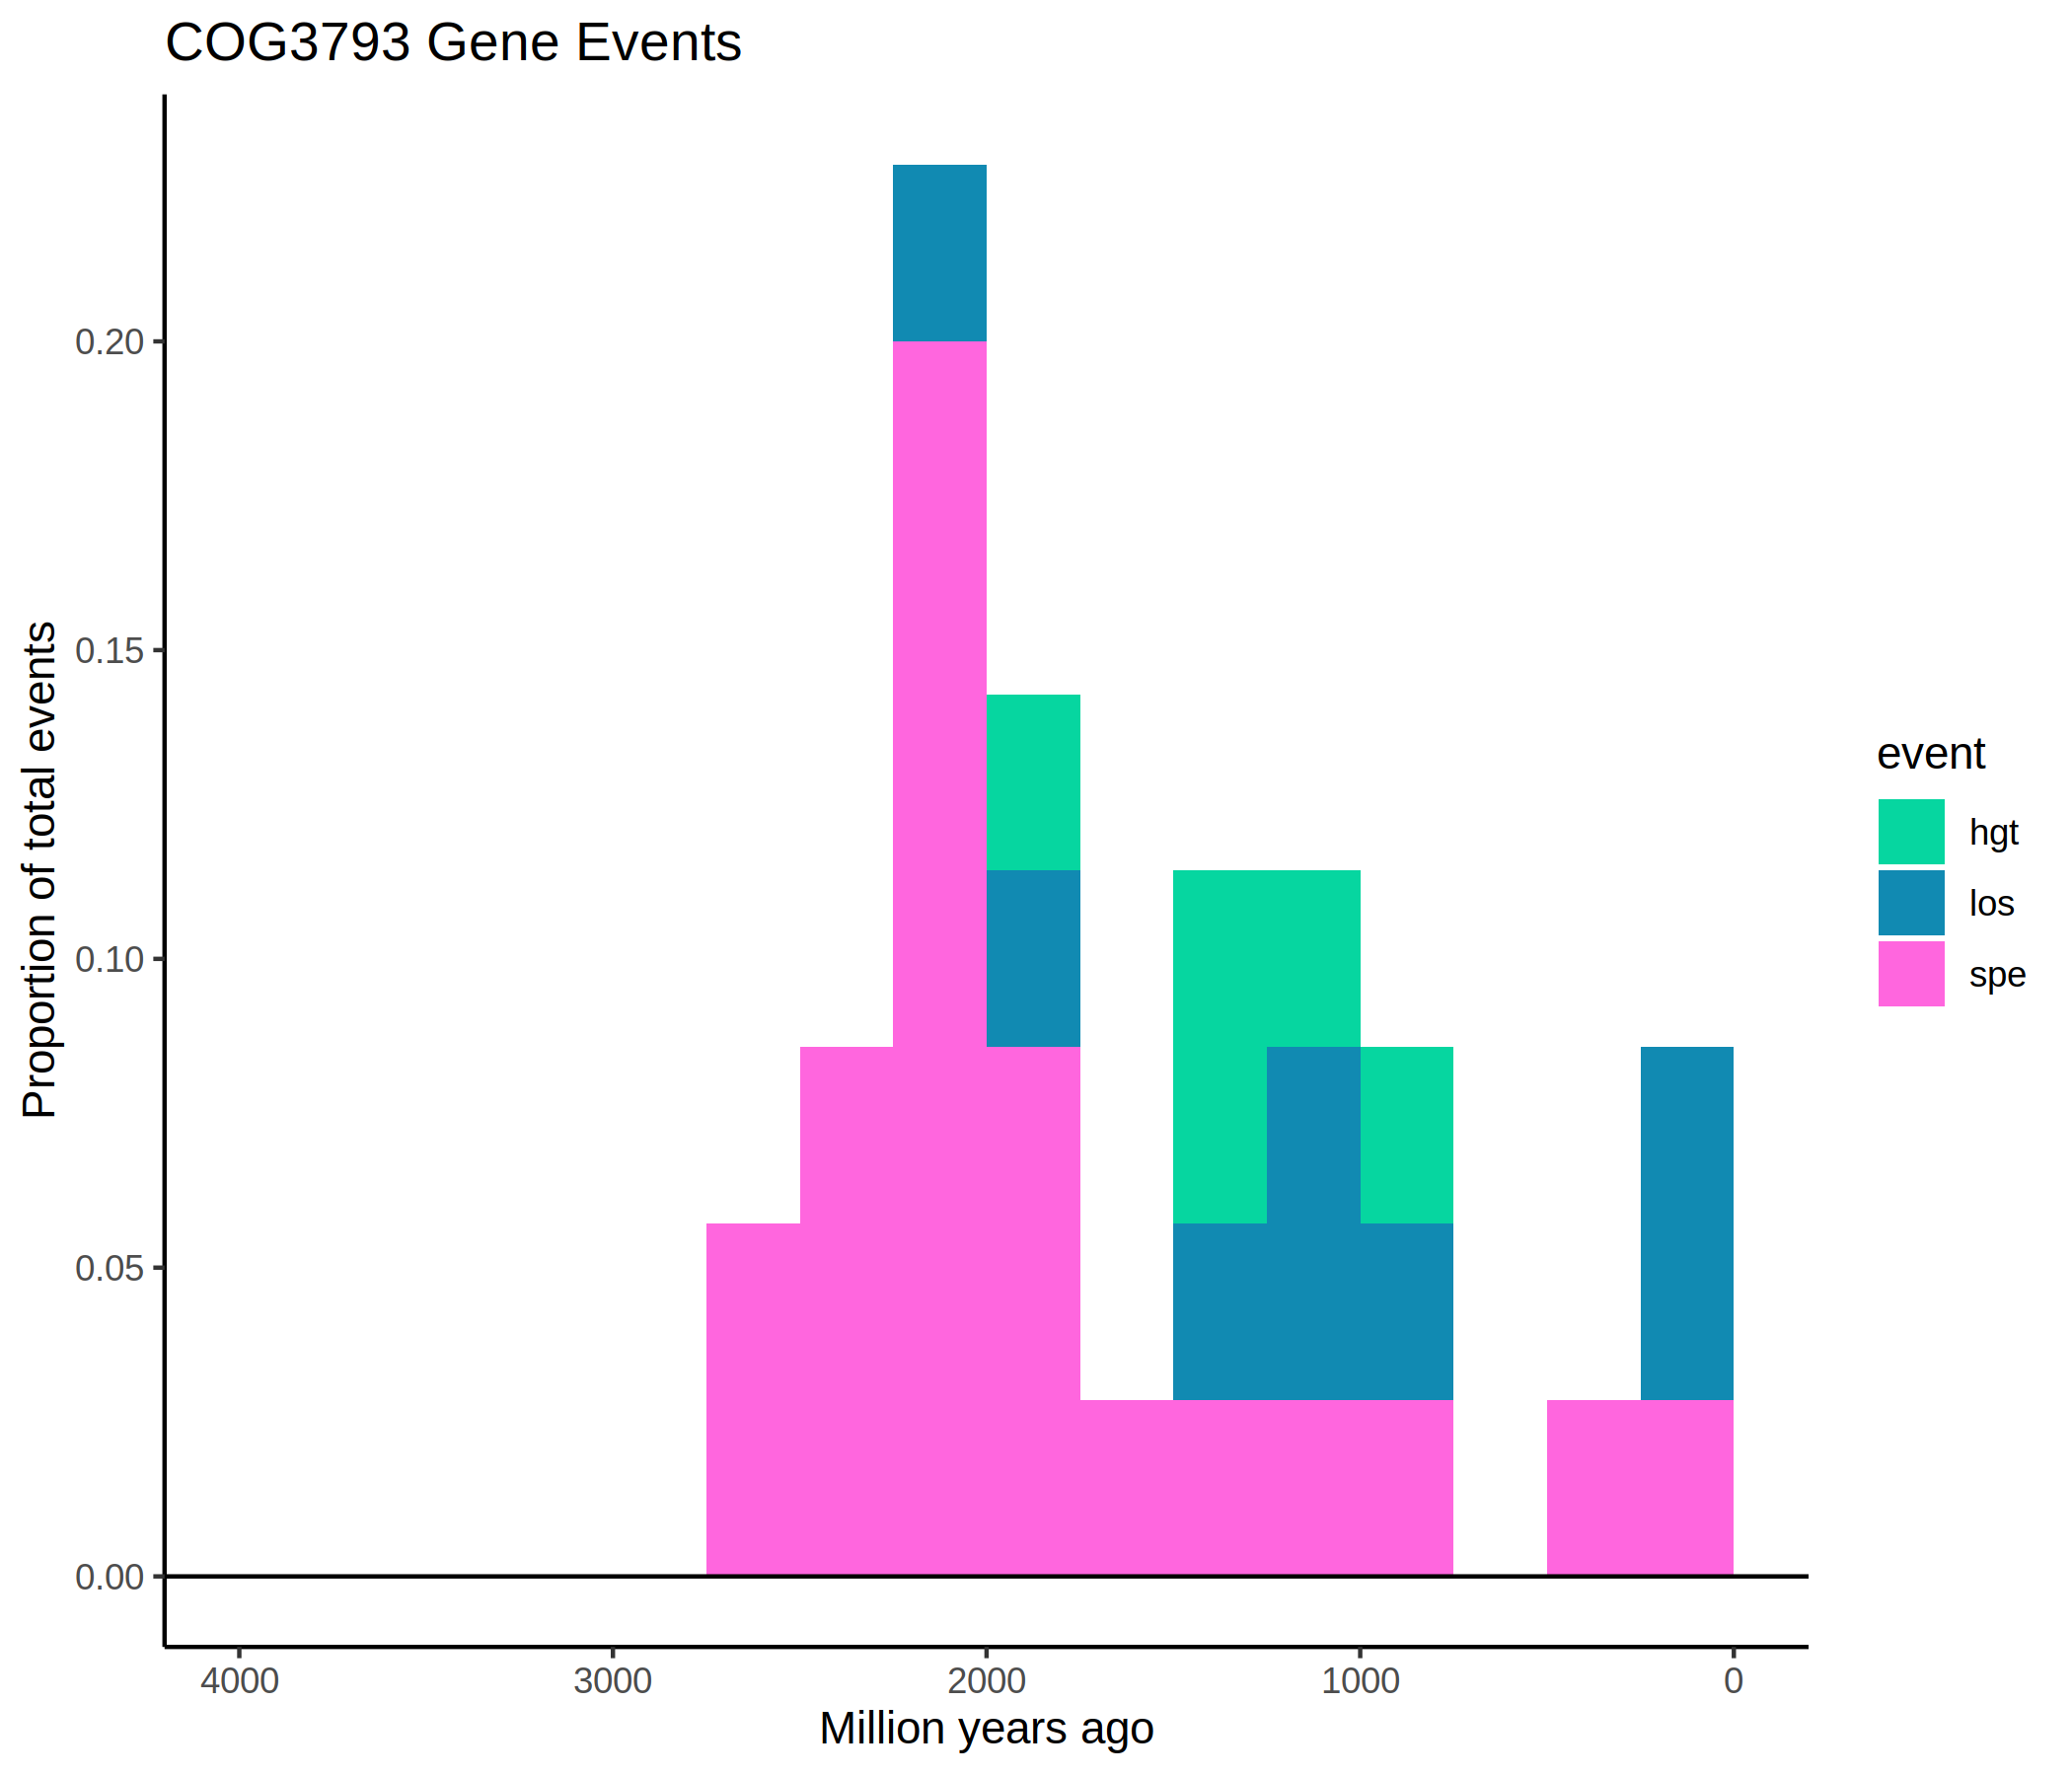 COG3793 Gene Events
Proportion of total events
0.20
0.15
0.10
0.05
0.00
4000 3000 2000 1000 0
Million years ago
event
hgt
los
spe